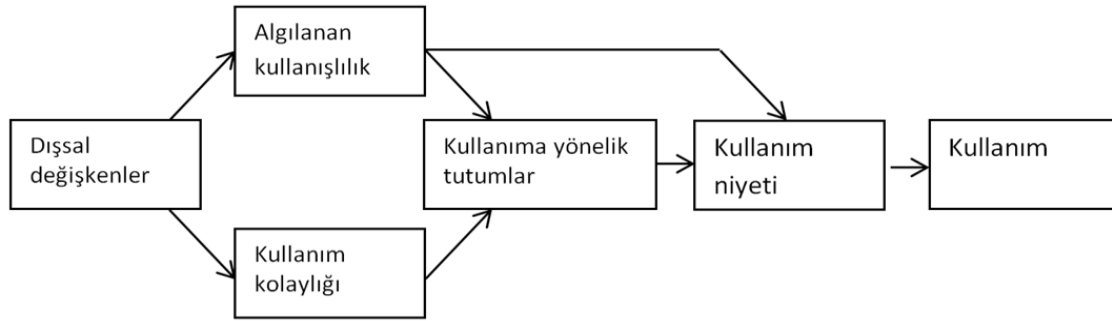 Algılanan
kullanışlılık
Dışsal
değişkenler
Kullanıma yönelik
tutumlar
Kullanım
niyeti
Kullanım
Kullanım
kolaylığı